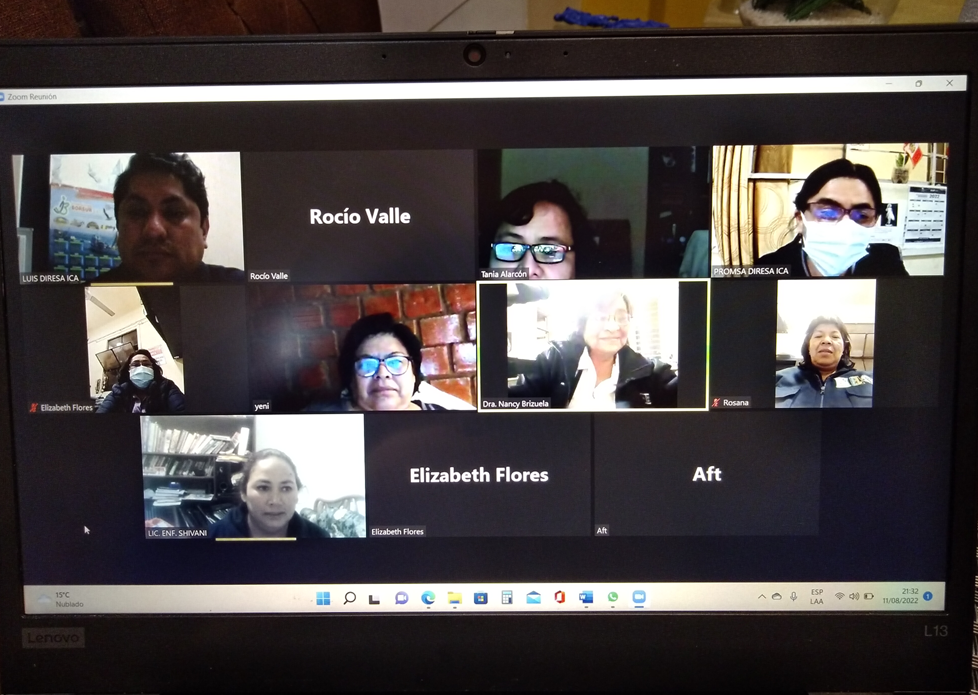 Zoom Reunión
LUIS DIRESA ICA
Rocío Valle
Rocío Valle
Tania Alarcón
PROMSA DIRESA ICA
Elizabeth Flores
yeni
Dra. Nancy Brizuela
Rosana
LIC. ENF. SHIVANI
Elizabeth Flores
Elizabeth Flores
Aft
Aft
15°C
Nublado
ESP
LAA
21:32
11/08/2022
1
Lenovo
L13